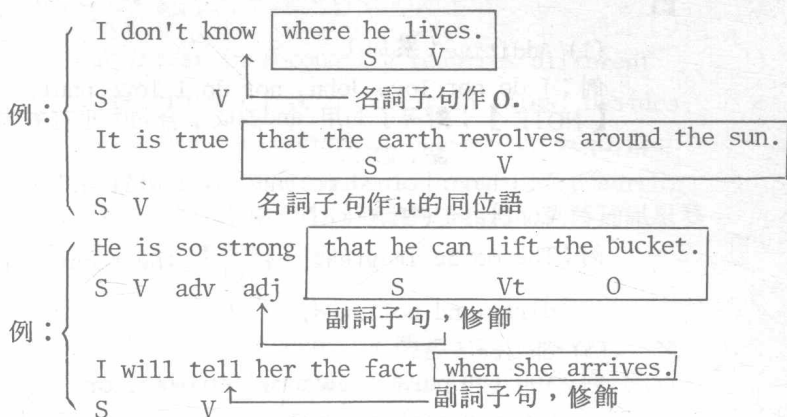 I don't know where he lives.
S V
S V 名詞子句作 O.
例：
It is true that the earth revolves around the sun.
S V
S V 名詞子句作it的同位語
He is so strong that he can lift the bucket.
S V adv adj S Vt O
副詞子句，修飾
例：
I will tell her the fact when she arrives.
副詞子句，修飾
S V